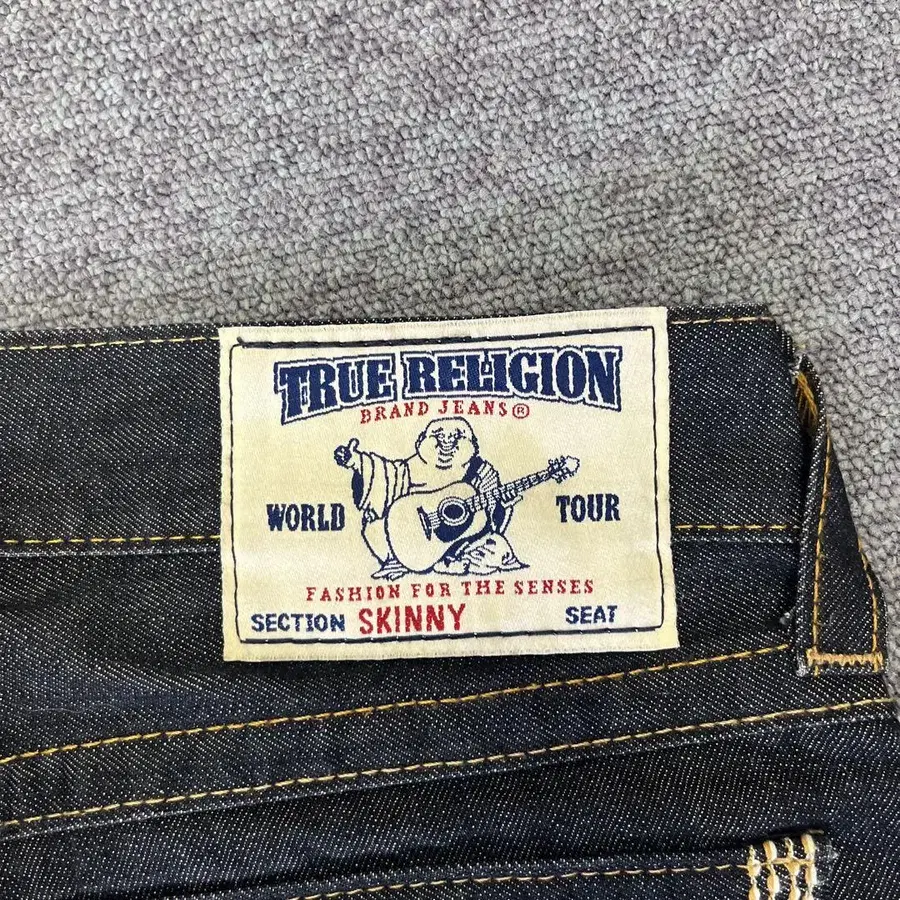 TRUE RELIGION
BRAND JEANS®
WORLD TOUR
FASHION FOR THE SENSES
SECTION SKINNY SEAT